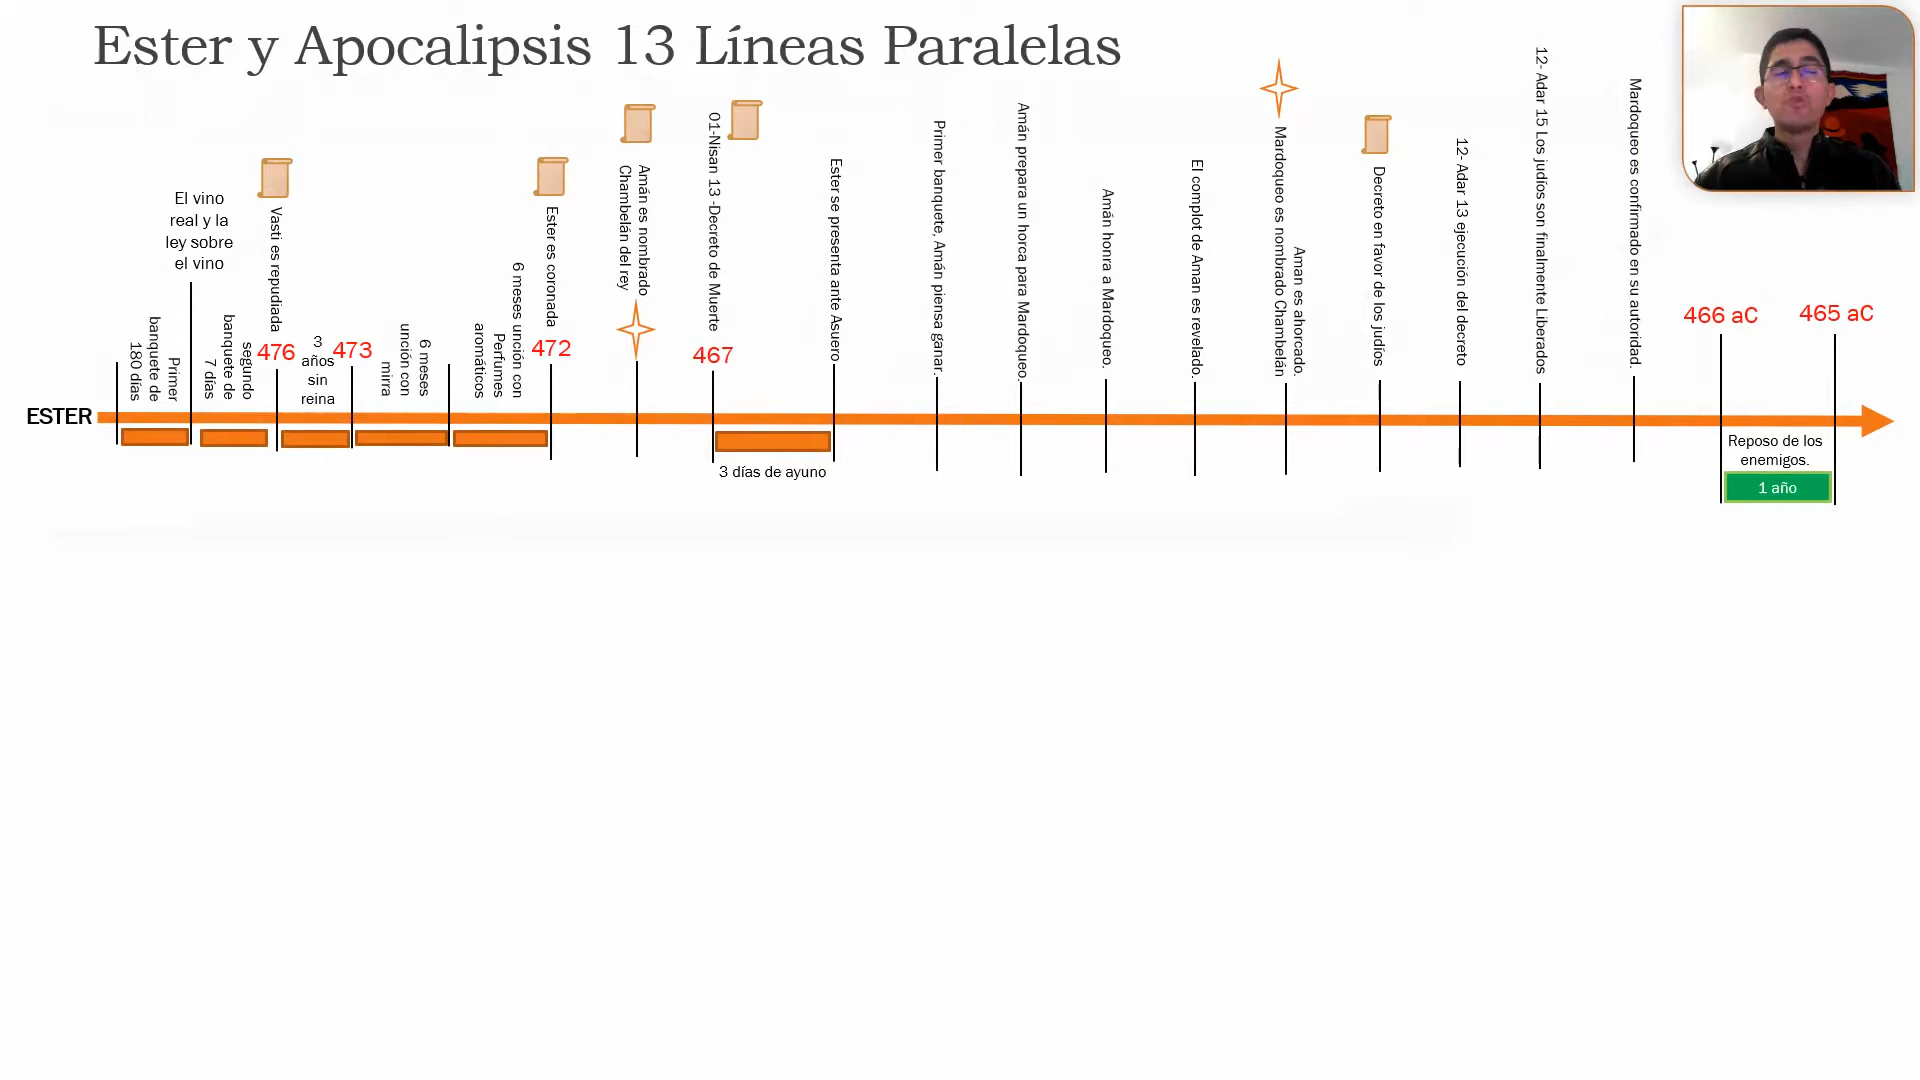 Ester y Apocalipsis 13 Líneas Paralelas
ESTER
Primer
banquete de
180 días
El vino
real y la
ley sobre
el vino
segundo
banquete de
7 días
Vasti es repudiada
476
3
años
sin
reina
473
6 meses
unción con
mirra
6 meses unción con
Perfumes
aromáticos
Ester es coronada
472
Amán es nombrado
Chambelán del rey
01-Nisan 13 -Decreto de Muerte
467
3 días de ayuno
Ester se presenta ante Asuero
Primer banquete, Amán piensa ganar.
Amán prepara un horca para Mardoqueo.
Amán honra a Mardoqueo.
El complot de Aman es revelado.
Aman es ahorcado.
Mardoqueo es nombrado Chambelán
Decreto en favor de los judíos
12- Adar 13 ejecución del decreto
12- Adar 15 Los judíos son finalmente Liberados
Mardoqueo es confirmado en su autoridad.
466 aC
465 aC
Reposo de los
enemigos.
1 año